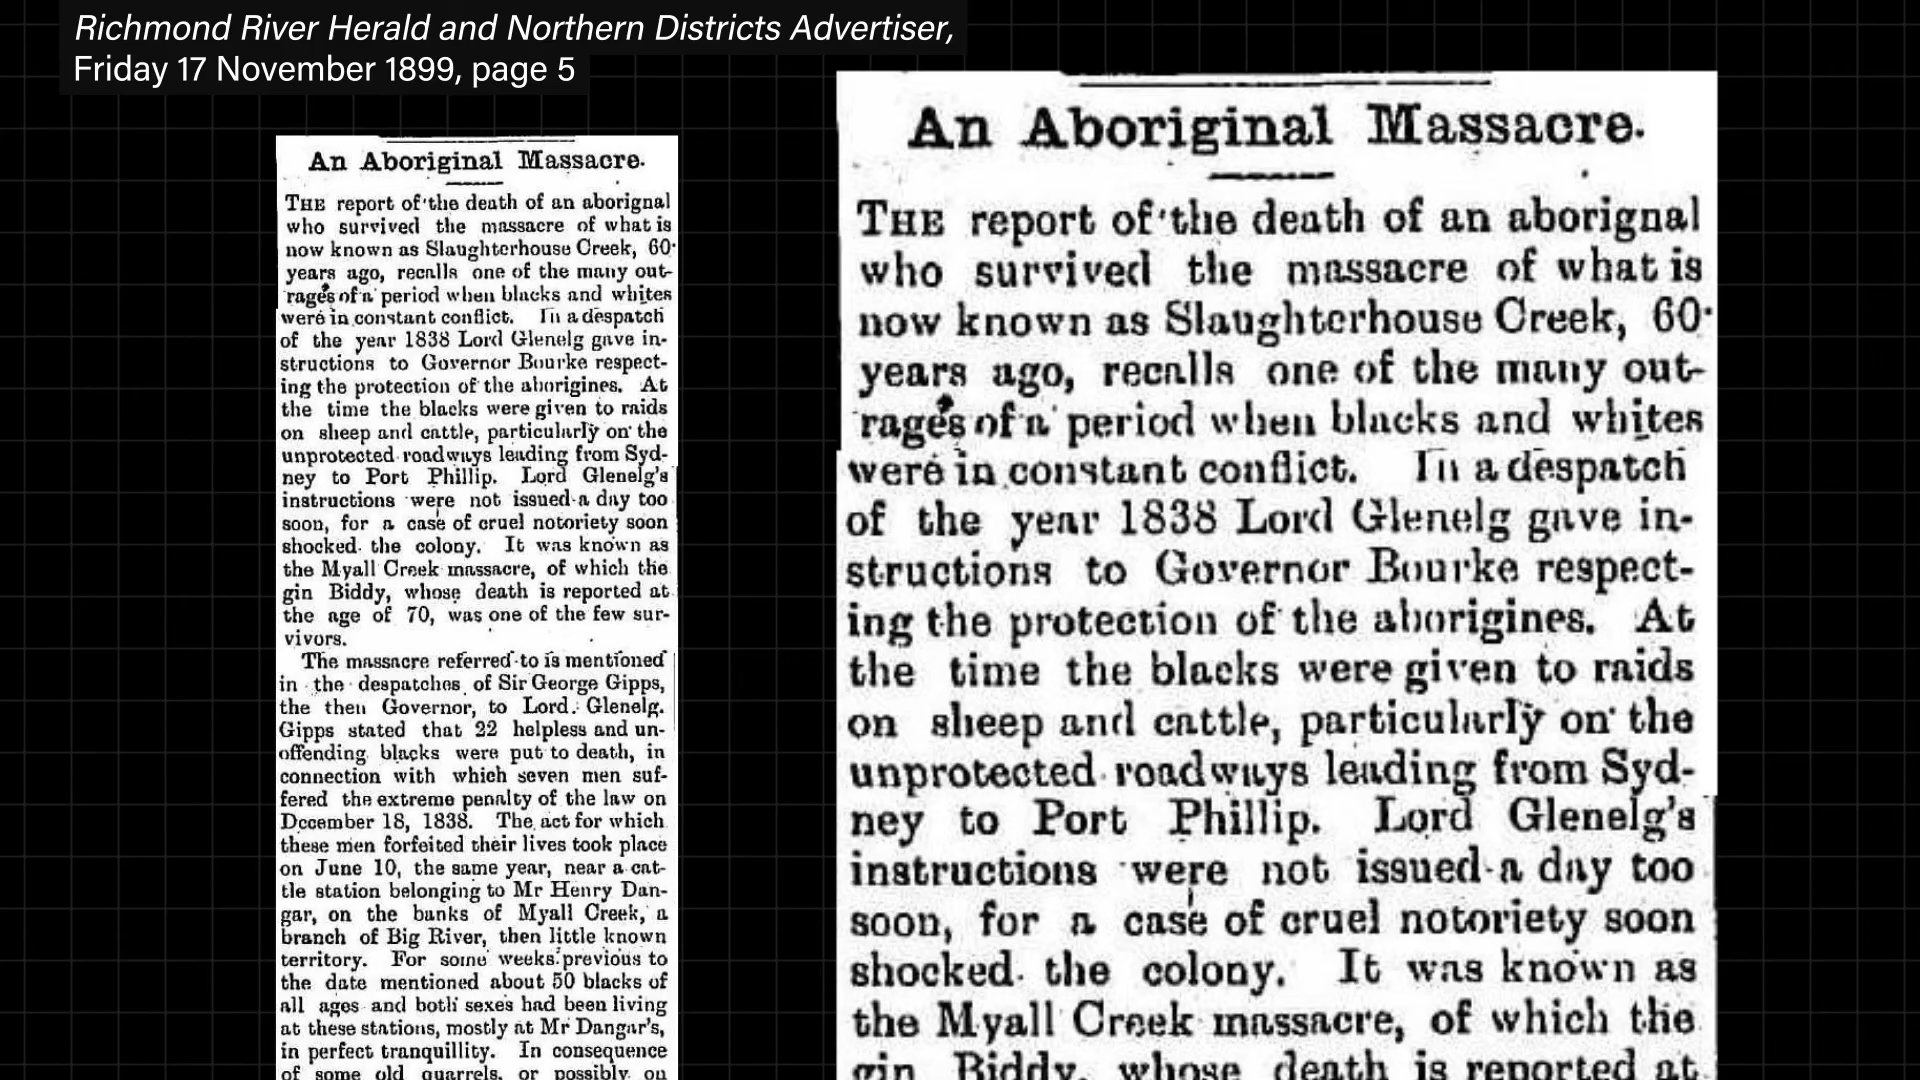 Richmond River Herald and Northern Districts Advertiser,
Friday 17 November 1899, page 5
An Aboriginal Massacre.
THE report of the death of an aborignal
who survived the massacre of what is
now known as Slaughterhouse Creek, 60
years ago, recalls one of the many out-
rages of a period when blacks and whites
were in constant conflict. In a despatch
of the year 1838 Lord Glenelg gave in-
structions to Governor Bourke respect-
ing the protection of the aborigines. At
the time the blacks were given to raids
on sheep and cattle, particularly on the
unprotected roadways leading from Syd-
ney to Port Phillip. Lord Glenelg's
instructions were not issued a day too
soon, for a case of cruel notoriety soon
shocked the colony. It was known as
the Myall Creek massacre, of which the
gin Biddy, whose death is reported at
the age of 70, was one of the few sur-
vivors.
The massacre referred to is mentioned
in the despatches of Sir George Gipps,
the then Governor, to Lord Glenelg.
Gipps stated that 22 helpless and un-
offending blacks were put to death, in
connection with which seven men suf-
fered the extreme penalty of the law on
December 18, 1838. The act for which
these men forfeited their lives took place
on June 10, the same year, near a cat-
tle station belonging to Mr Henry Dan-
gar, on the banks of Myall Creek, a
branch of Big River, then little known
territory. For some weeks previous to
the date mentioned about 50 blacks of
all ages and both sexes had been living
at these stations, mostly at Mr Dangar's,
in perfect tranquillity. In consequence
of some old quarrels, or possibly on
An Aboriginal Massacre.
THE report of the death of an aborignal
who survived the massacre of what is
now known as Slaughterhouse Creek, 60
years ago, recalls one of the many out-
rages of a period when blacks and whites
were in constant conflict. In a despatch
of the year 1838 Lord Glenelg gave in-
structions to Governor Bourke respect-
ing the protection of the aborigines. At
the time the blacks were given to raids
on sheep and cattle, particularly on the
unprotected roadways leading from Syd-
ney to Port Phillip. Lord Glenelg's
instructions were not issued a day too
soon, for a case of cruel notoriety soon
shocked the colony. It was known as
the Myall Creek massacre, of which the
gin Biddy, whose death is reported at